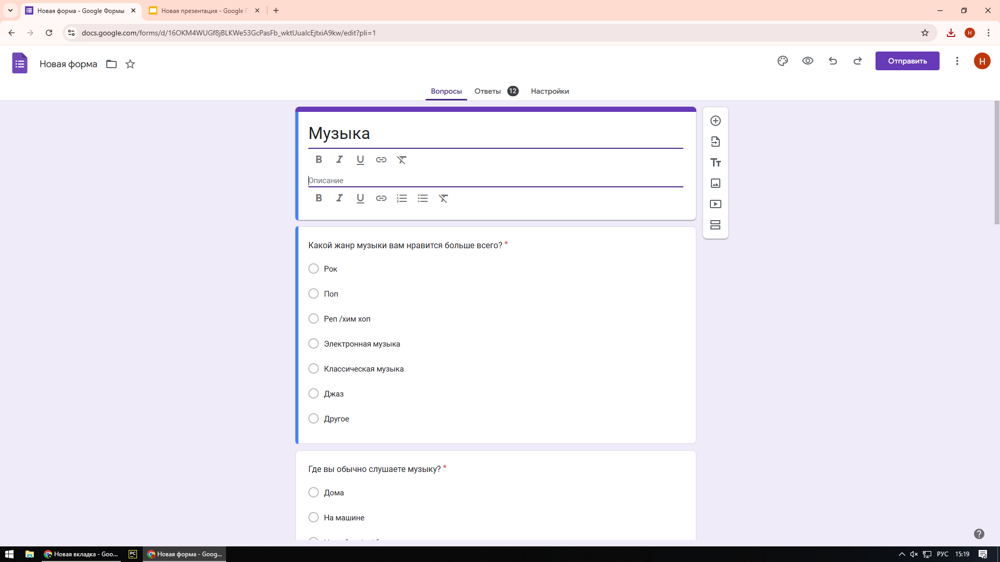 Новая форма - Google Формы
Новая презентация - Google
docs.google.com/forms/d/16OKM4WUGf8jBLKWe53GcPasFb_wktUuaIcEjtxiA9kw/edit?pli=1
H
Новая форма
Отправить
H
Вопросы
Ответы 12
Настройки
Музыка
B I U
Описание
B I U
Tт
Какой жанр музыки вам нравится больше всего? *
Рок
Поп
Реп /хим хоп
Электронная музыка
Классическая музыка
Джаз
Другое
Где вы обычно слушаете музыку? *
Дома
На машине
Новая вкладка - Goo...
PC
Новая форма - Goog...
РУС
15:19